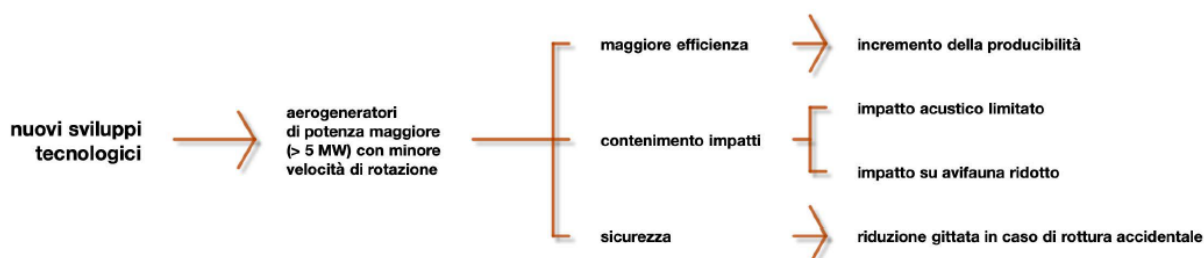 nuovi sviluppi
tecnologici
aerogeneratori
di potenza maggiore
(> 5 MW) con minore
velocità di rotazione
maggiore efficienza
incremento della producibilità
contenimento impatti
impatto acustico limitato
impatto su avifauna ridotto
sicurezza
riduzione gittata in caso di rottura accidentale